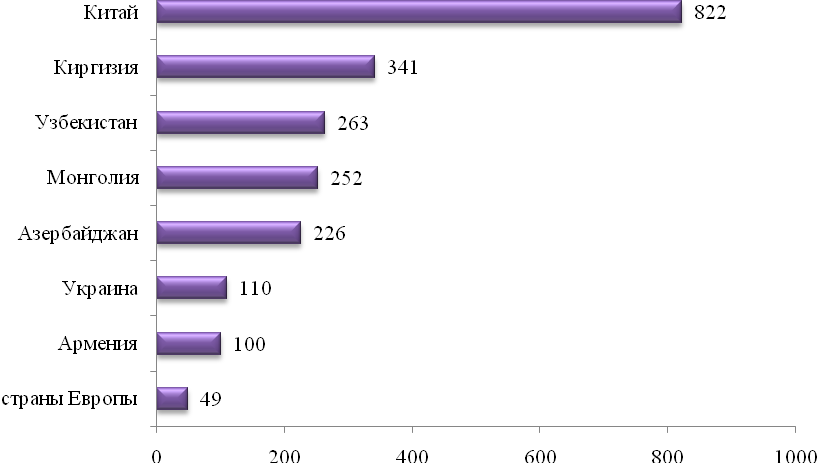 Китай 822
Киргизия 341
Узбекистан 263
Монголия 252
Азербайджан 226
Украина 110
Армения 100
страны Европы 49
0 200 400 600 800 1000